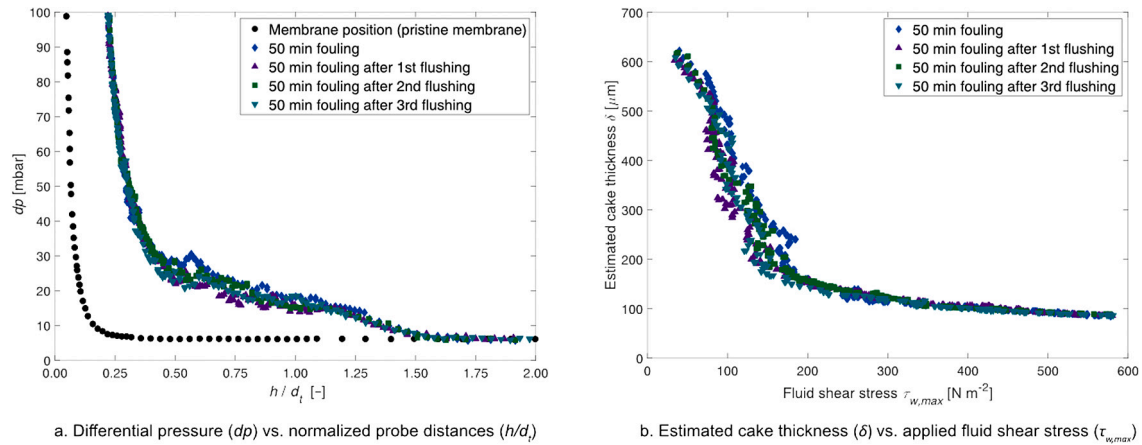 100
90
80
70
60
50
40
30
20
10
0
dp [mbar]
0.00 0.25 0.50 0.75 1.00 1.25 1.50 1.75 2.00
h / dt [–]
Membrane position (pristine membrane)
50 min fouling
50 min fouling after 1st flushing
50 min fouling after 2nd flushing
50 min fouling after 3rd flushing
a. Differential pressure (dp) vs. normalized probe distances (h/dt)
700
600
500
400
300
200
100
0
Estimated cake thickness δ [μm]
0 100 200 300 400 500 600
Fluid shear stress τw,max [N m-2]
50 min fouling
50 min fouling after 1st flushing
50 min fouling after 2nd flushing
50 min fouling after 3rd flushing
b. Estimated cake thickness (δ) vs. applied fluid shear stress (τw,max)